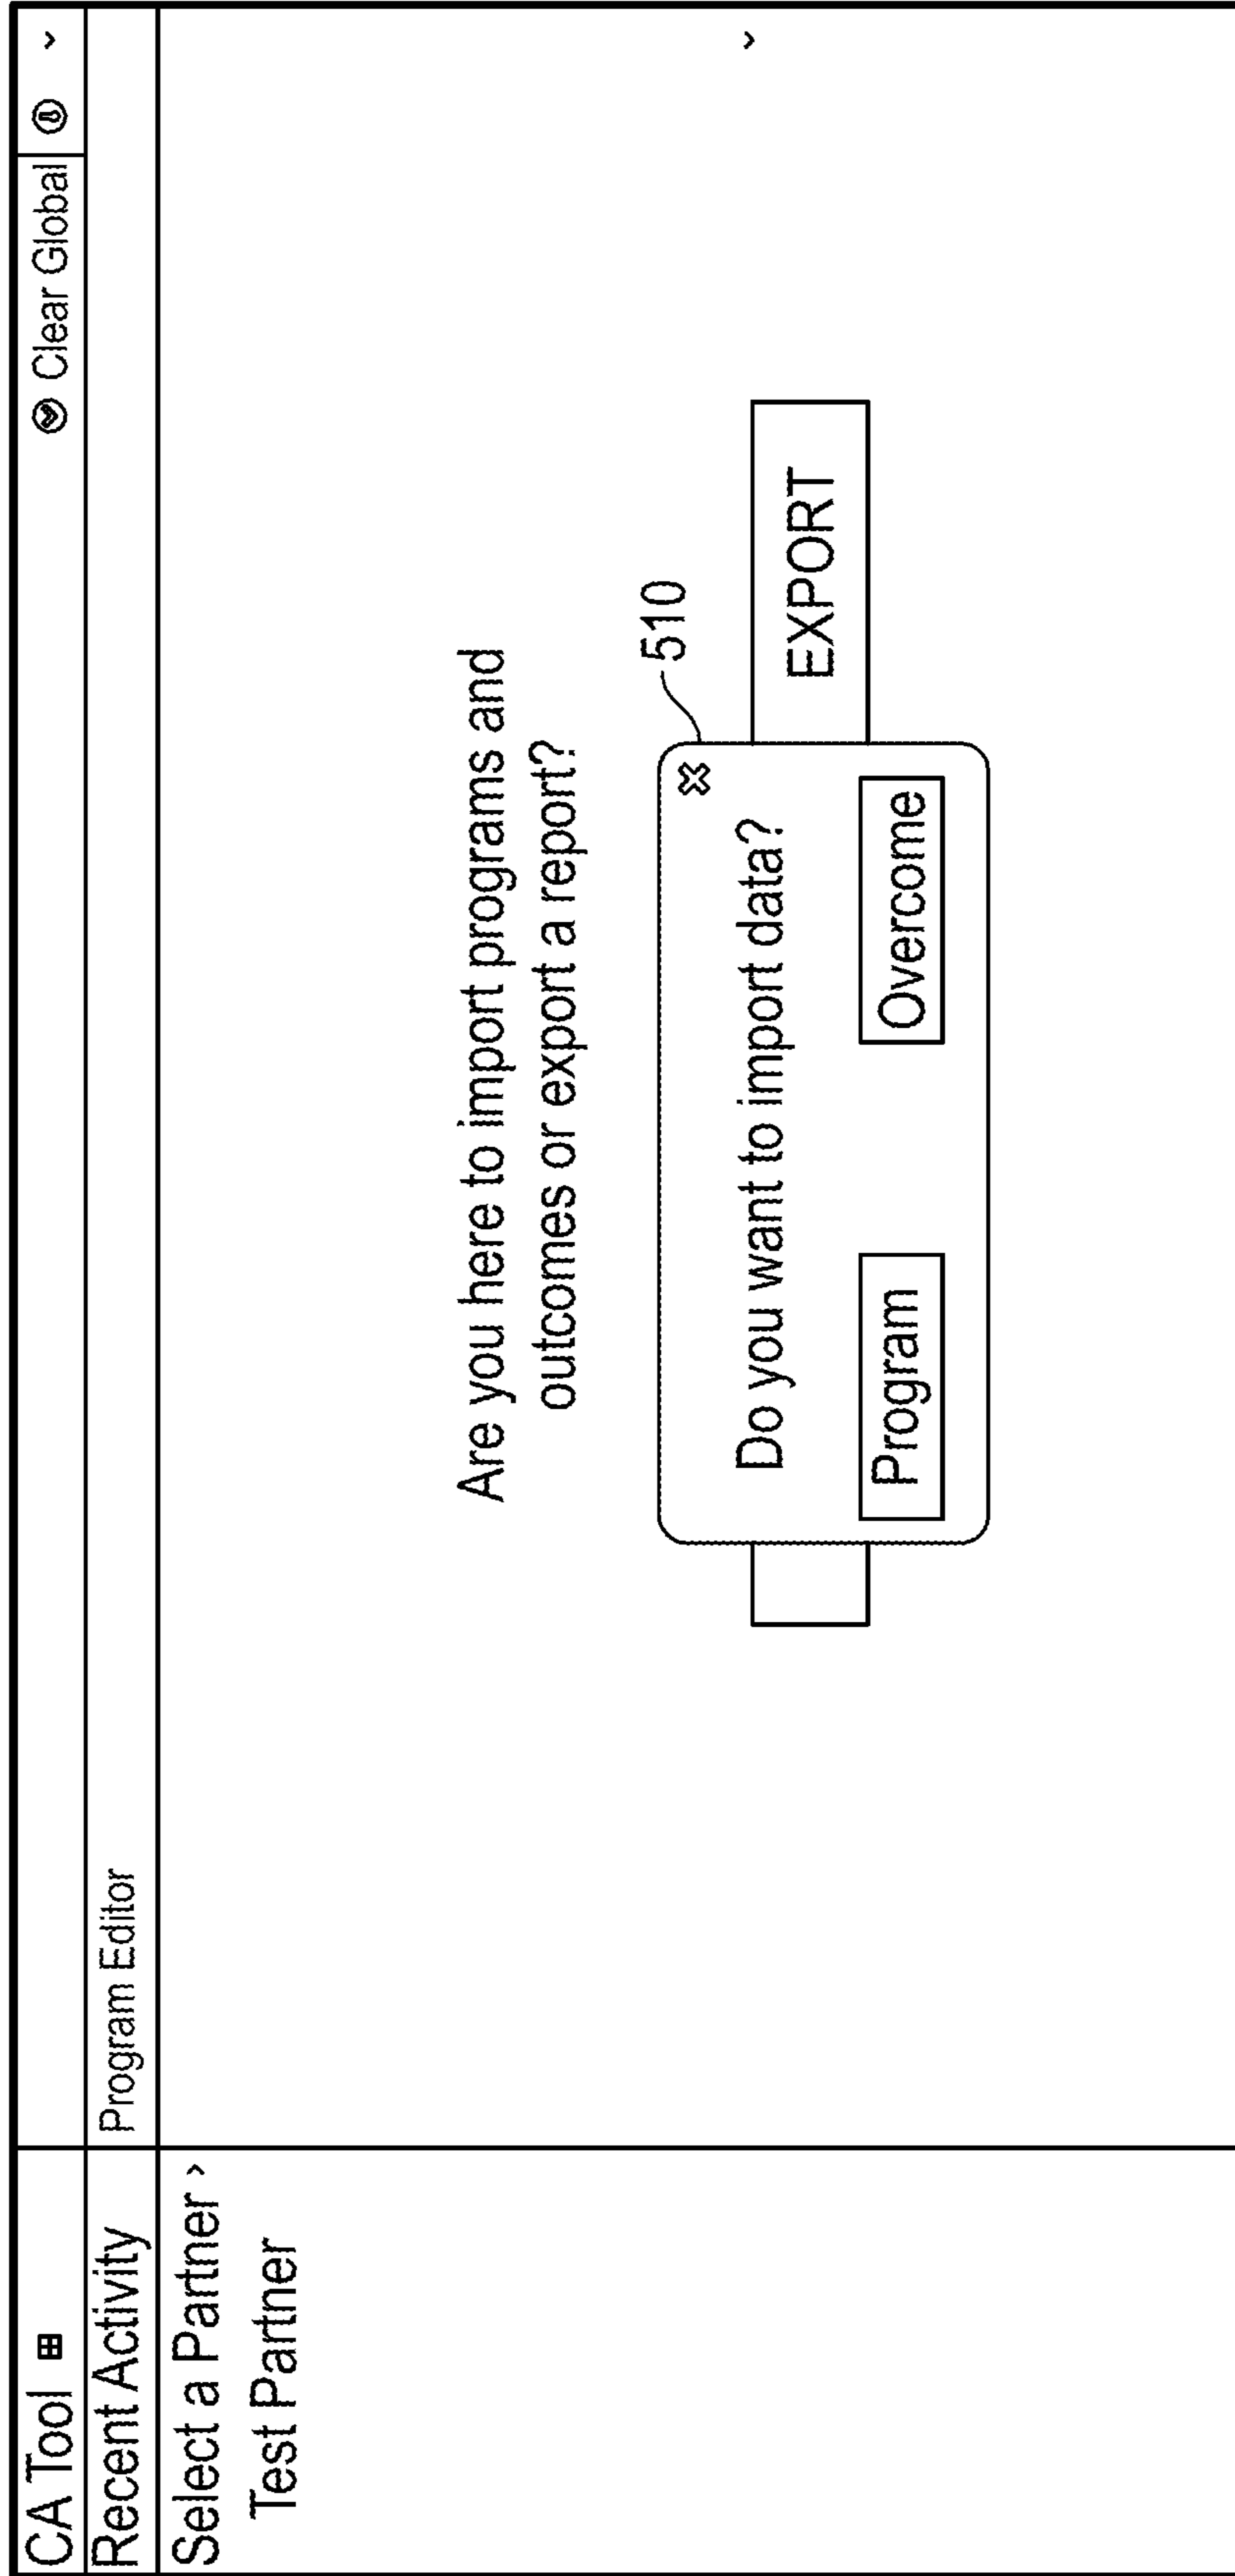 CA Tool
Clear Global
Recent Activity
Program Editor
Select a Partner ›
Test Partner
Are you here to import programs and
outcomes or export a report?
510
Do you want to import data?
EXPORT
Program
Overcome